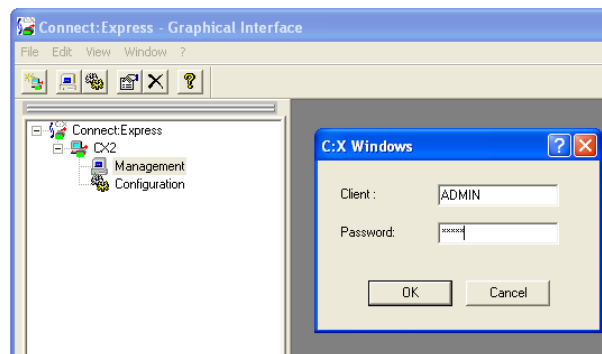 Connect:Express - Graphical Interface
File Edit View Window ?
Connect:Express
CX2
Management
Configuration
C:X Windows
Client :
ADMIN
Password:
xxxxx
OK
Cancel